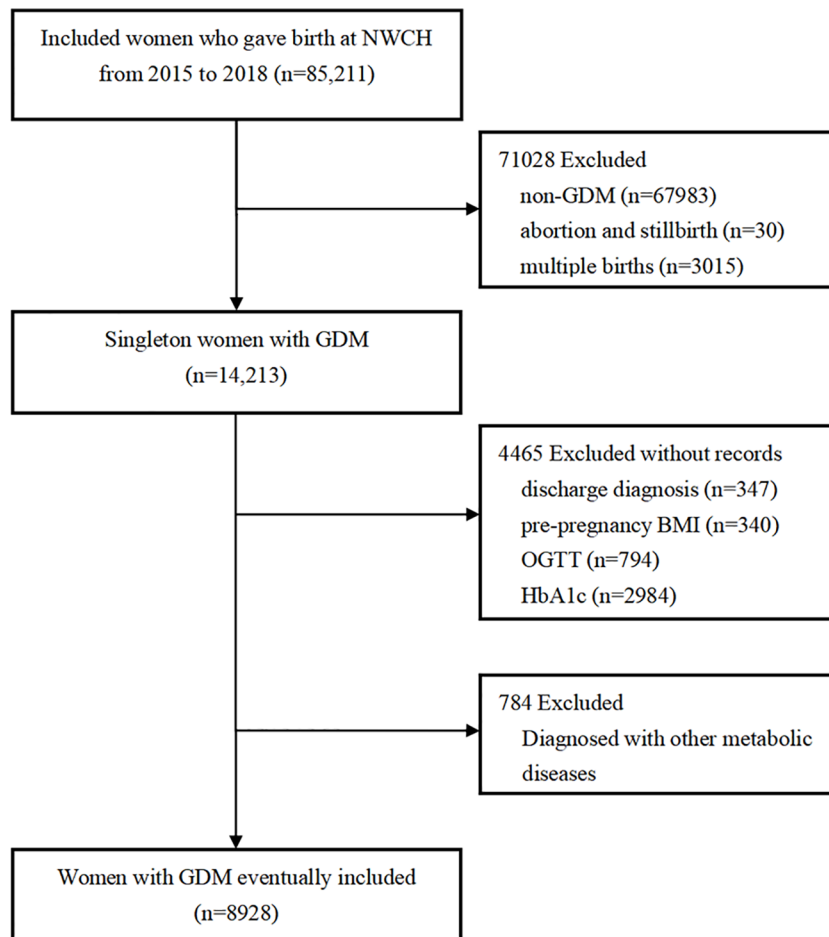 Included women who gave birth at NWCH
from 2015 to 2018 (n=85,211)
71028 Excluded
non-GDM (n=67983)
abortion and stillbirth (n=30)
multiple births (n=3015)
Singleton women with GDM
(n=14,213)
4465 Excluded without records
discharge diagnosis (n=347)
pre-pregnancy BMI (n=340)
OGTT (n=794)
HbA1c (n=2984)
784 Excluded
Diagnosed with other metabolic
diseases
Women with GDM eventually included
(n=8928)